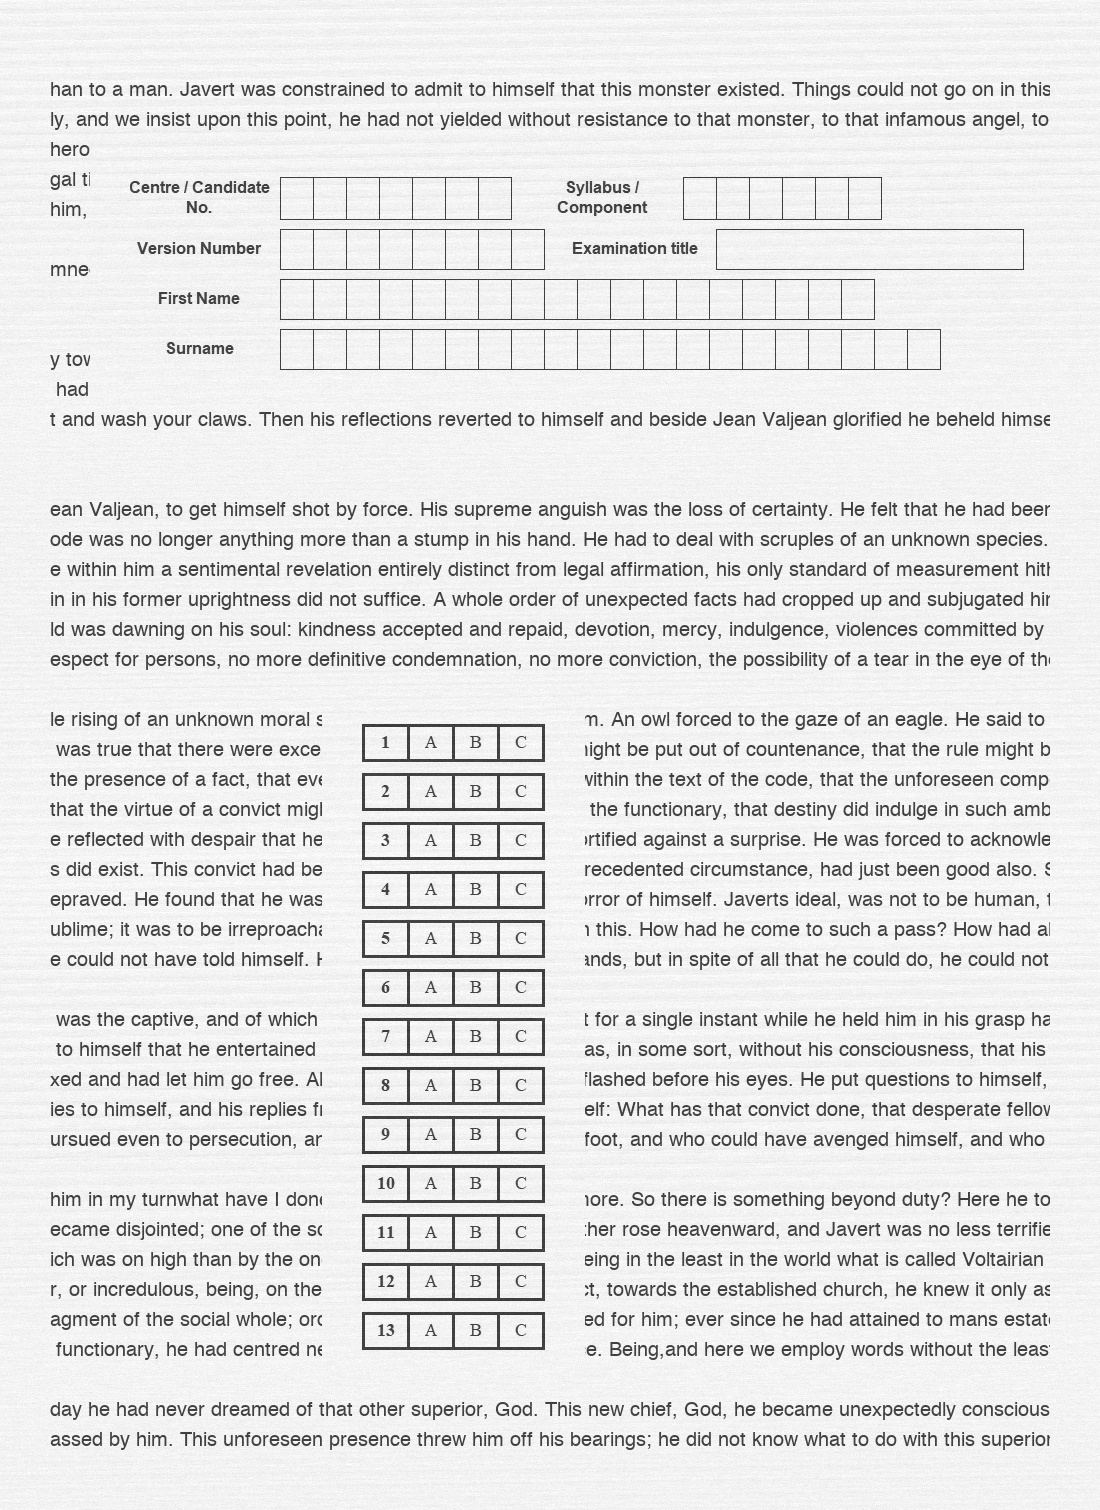 han to a man. Javert was constrained to admit to himself that this monster existed. Things could not go on in this
ly, and we insist upon this point, he had not yielded without resistance to that monster, to that infamous angel, to
hero
gal
him,
Centre / Candidate No.
Syllabus / Component
Version Number
Examination title
mne
First Name
Surname
y
had
t and wash your claws. Then his reflections reverted to himself and beside Jean Valjean glorified he beheld
ean Valjean, to get himself shot by force. His supreme anguish was the loss of certainty. He felt that he had
ode was no longer anything more than a stump in his hand. He had to deal with scruples of an unknown species.
e within him a sentimental revelation entirely distinct from legal affirmation, his only standard of measurement
in in his former uprightness did not suffice. A whole order of unexpected facts had cropped up and subjugated
ld was dawning on his soul: kindness accepted and repaid, devotion, mercy, indulgence, violences committed by
espect for persons, no more definitive condemnation, no more conviction, the possibility of a tear in the eye of
le rising of an unknown moral
m. An owl forced to the gaze of an eagle. He said to
was true that there were exce
ight be put out of countenance, that the rule might b
the presence of a fact, that eve
within the text of the code, that the unforeseen comp
that the virtue of a convict
the functionary, that destiny did indulge in such amb
e reflected with despair that he
rtified against a surprise. He was forced to acknowle
s did exist. This convict had be
recedented circumstance, had just been good also.
epraved. He found that he was
rror of himself. Javerts ideal, was not to be human,
ublime; it was to be
this. How had he come to such a pass? How had
e could not have told himself.
ands, but in spite of all that he could do, he could not
was the captive, and of which
t for a single instant while he held him in his grasp ha
to himself that he entertained
as, in some sort, without his consciousness, that his
xed and had let him go free.
flashed before his eyes. He put questions to himself,
ies to himself, and his replies
elf: What has that convict done, that desperate
ursued even to persecution,
foot, and who could have avenged himself, and who
him in my turnwhat have I
more. So there is something beyond duty? Here he to
ecame disjointed; one of the
ther rose heavenward, and Javert was no less terrifie
ich was on high than by the on
eing in the least in the world what is called Voltairian
r, or incredulous, being, on the
ct, towards the established church, he knew it only as
agment of the social whole;
ed for him; ever since he had attained to mans
functionary, he had centred
e. Being,and here we employ words without the
1 A B C
2 A B C
3 A B C
4 A B C
5 A B C
6 A B C
7 A B C
8 A B C
9 A B C
10 A B C
11 A B C
12 A B C
13 A B C
day he had never dreamed of that other superior, God. This new chief, God, he became unexpectedly conscious
assed by him. This unforeseen presence threw him off his bearings; he did not know what to do with this superior